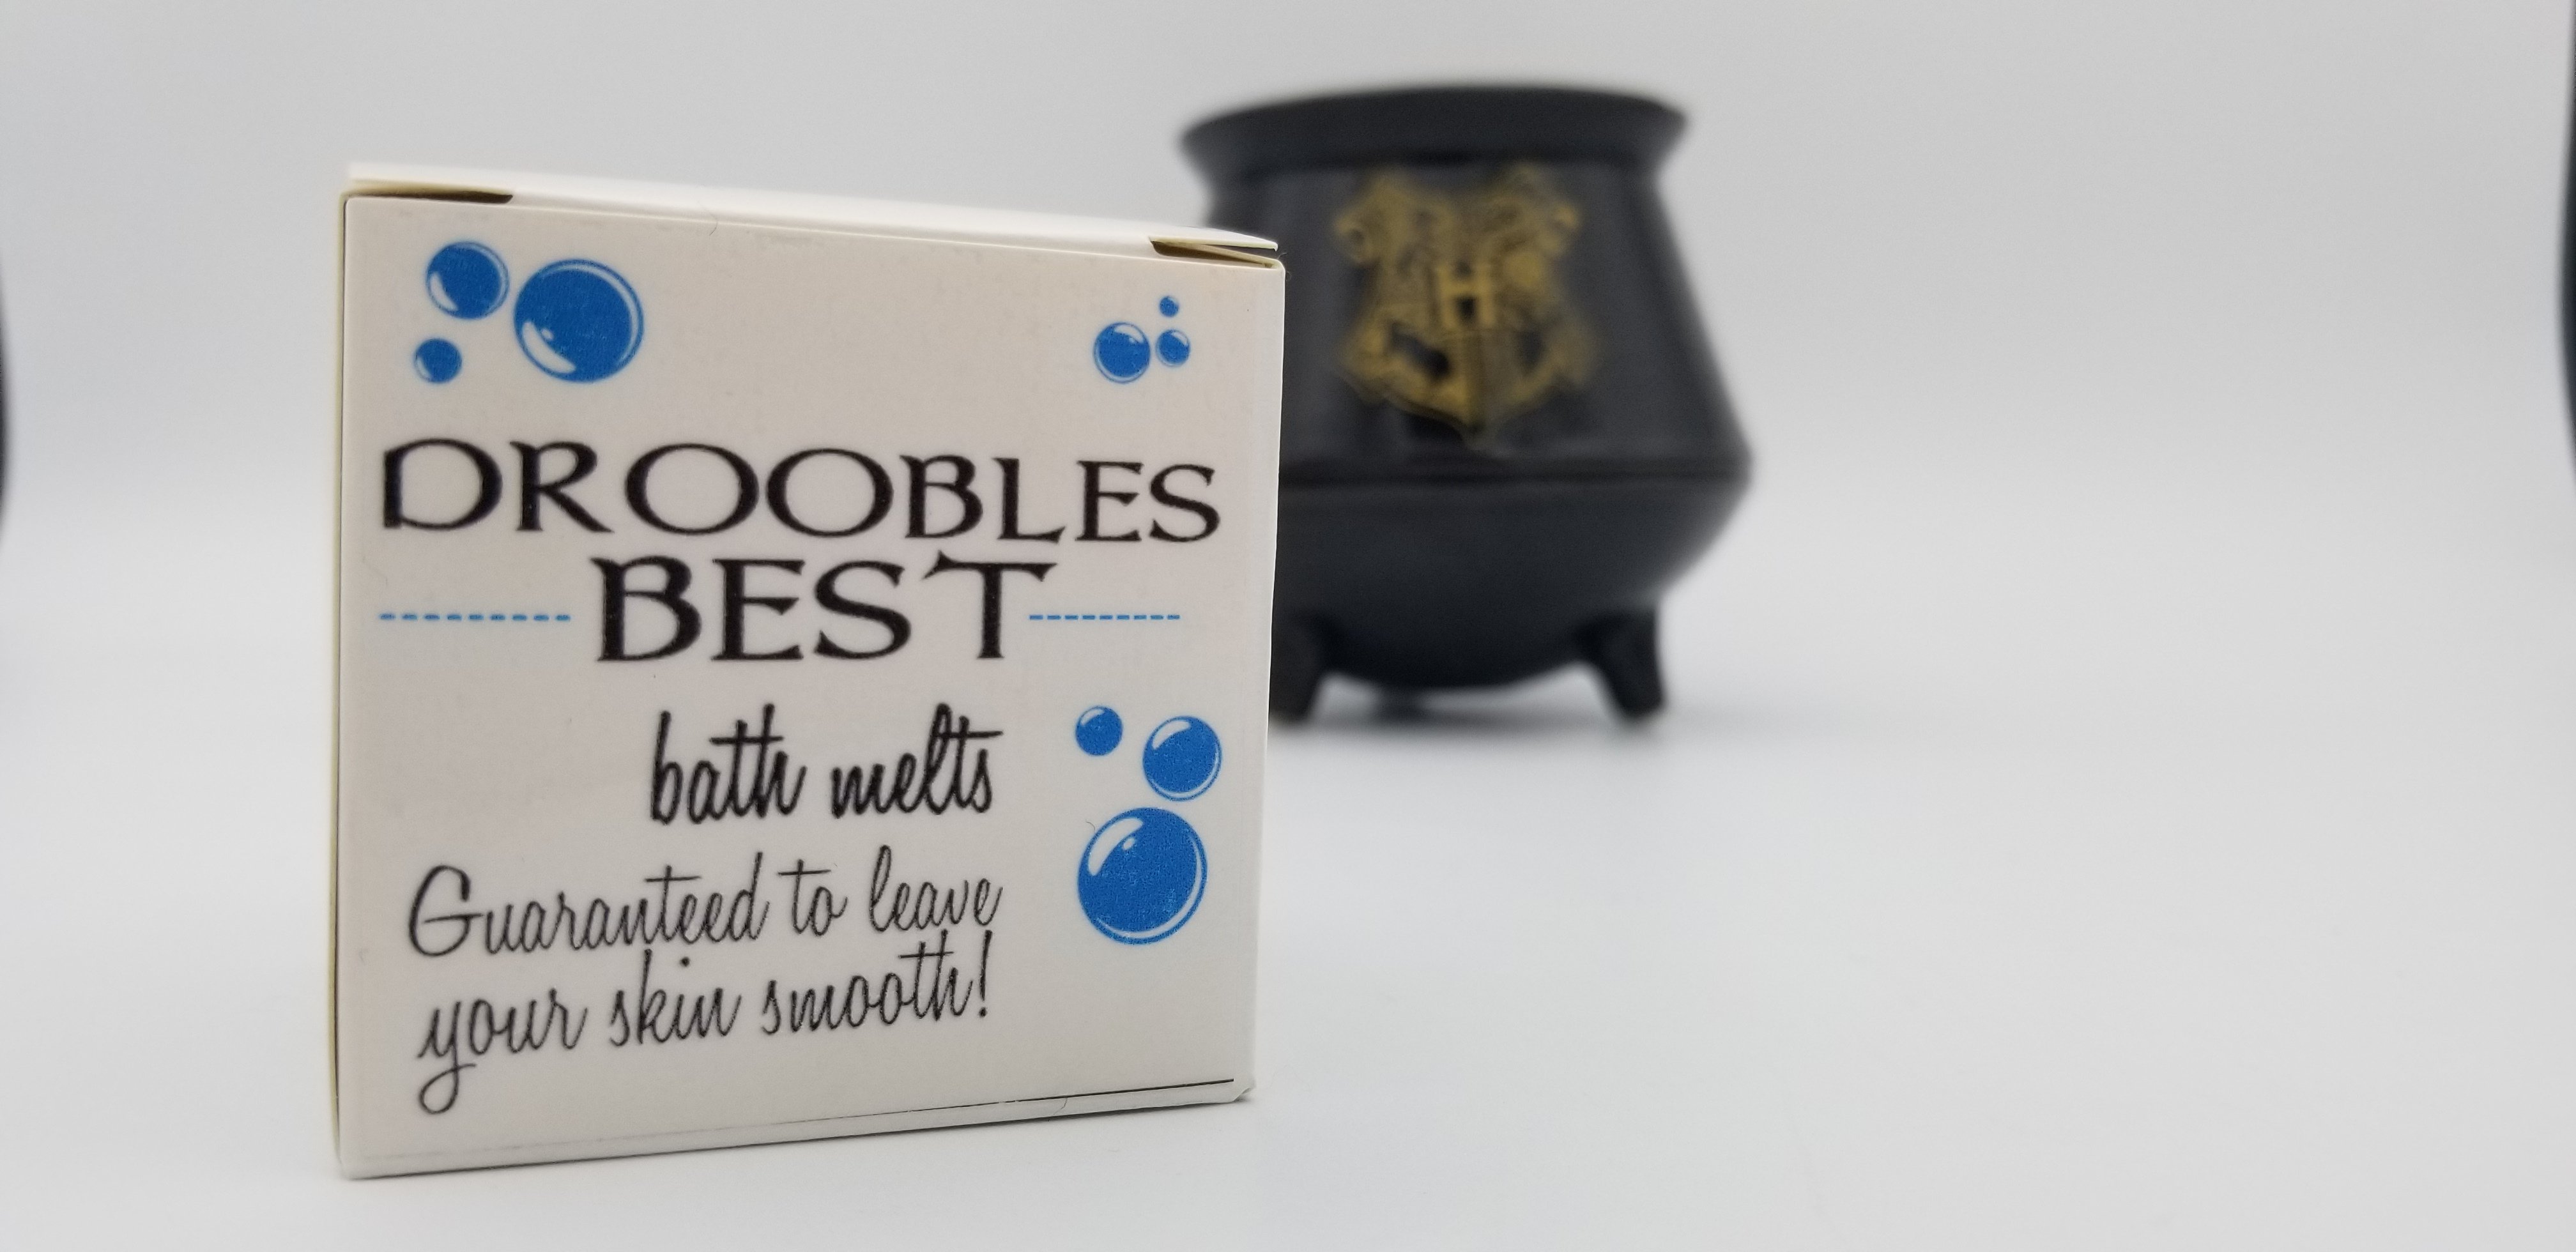 DROOBLES
BEST
bath melts
Guaranteed to leave
your skin smooth!
H